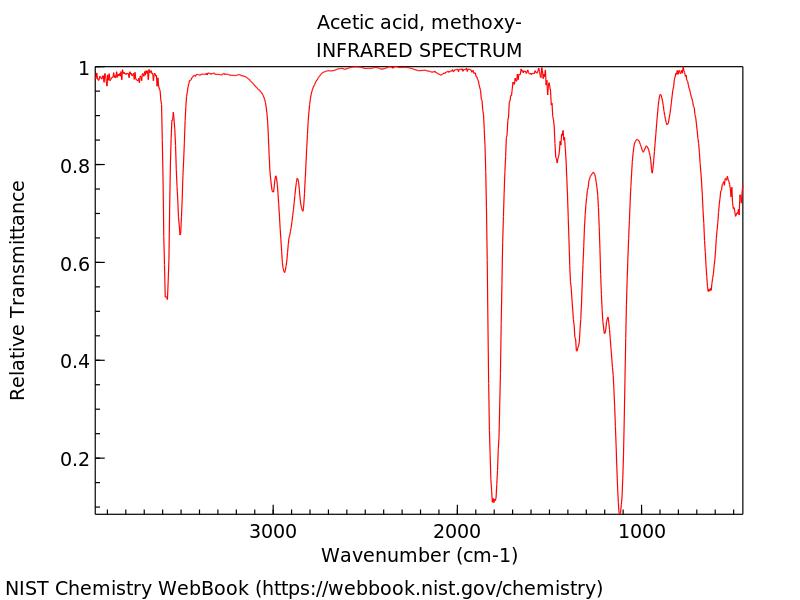 Acetic acid, methoxy-
INFRARED SPECTRUM
1
0.8
0.6
0.4
0.2
Relative Transmittance
3000 2000 1000
Wavenumber (cm-1)
NIST Chemistry WebBook (https://webbook.nist.gov/chemistry)